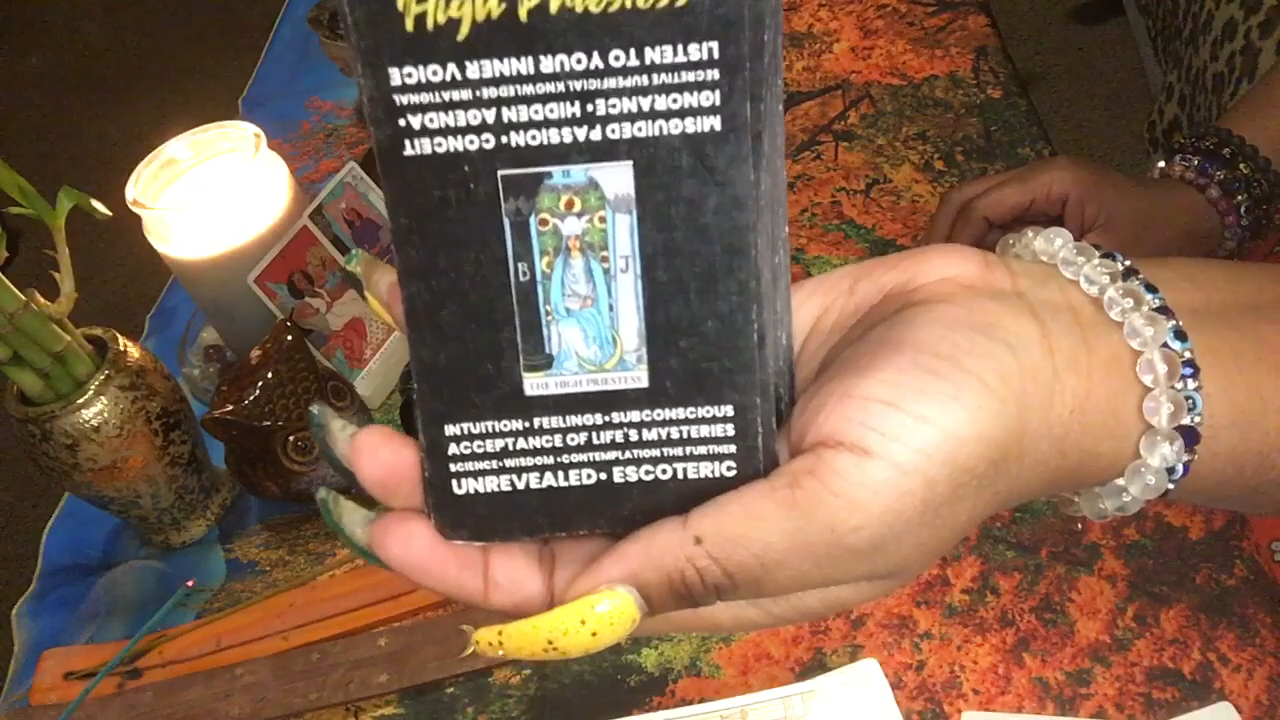 High Priestess
LISTEN TO YOUR INNER VOICE
SECRETIVE SUPERFICIAL KNOWLEDGE • IRRATIONAL
IGNORANCE • HIDDEN AGENDA •
MISGUIDED PASSION • CONCEIT
II
B J
THE HIGH PRIESTESS
INTUITION • FEELINGS • SUBCONSCIOUS
ACCEPTANCE OF LIFE'S MYSTERIES
SCIENCE • WISDOM • CONTEMPLATION THE FURTHER
UNREVEALED • ESCOTERIC